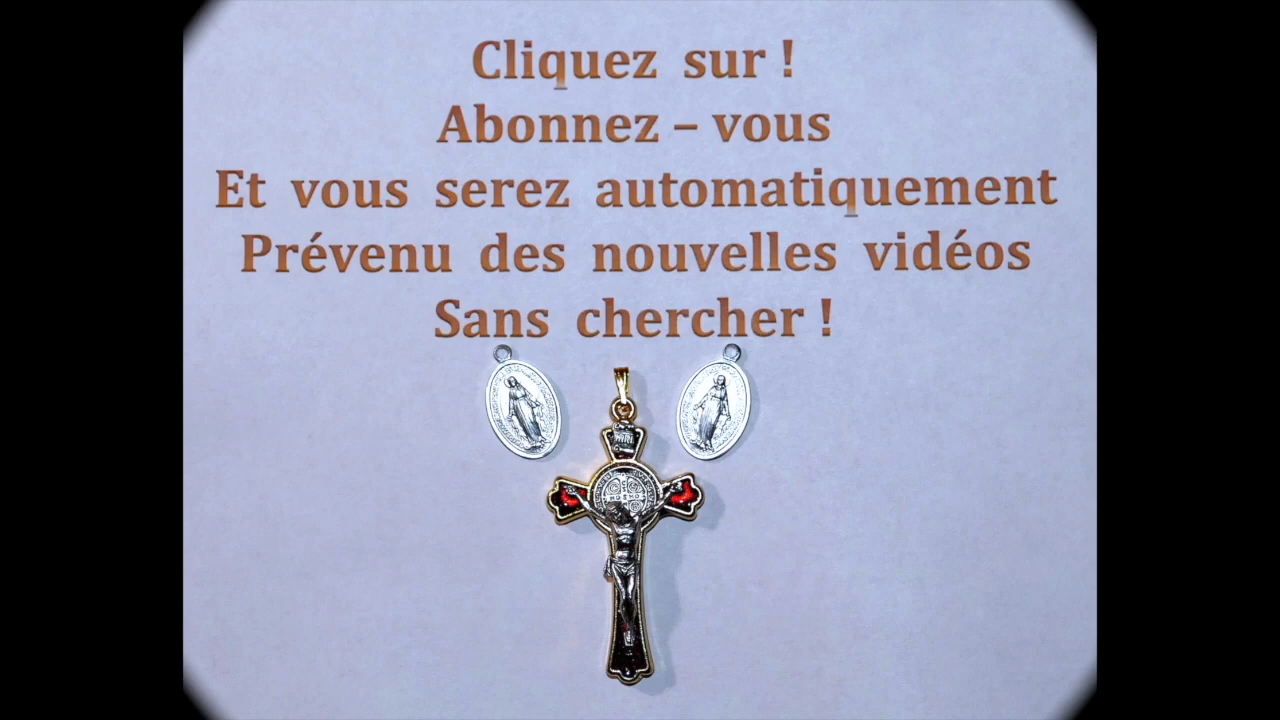 Cliquez sur !
Abonnez – vous
Et vous serez automatiquement
Prévenu des nouvelles vidéos
Sans chercher !